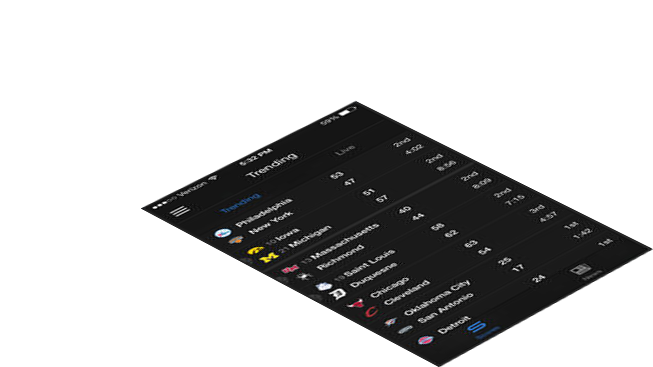 Verizon 5:32 PM 59%
Trending
Trending Live
Philadelphia 53 2nd
New York 47 4:02
10 Iowa 51 2nd
21 Michigan 57 8:56
13 Massachusetts 40 2nd
Richmond 44 8:09
19 Saint Louis 58 2nd
Duquesne 62 7:15
Chicago 63 3rd
Cleveland 54 4:57
Oklahoma City 25 1st
San Antonio 17 1:42
Detroit 24 1st
Scores News